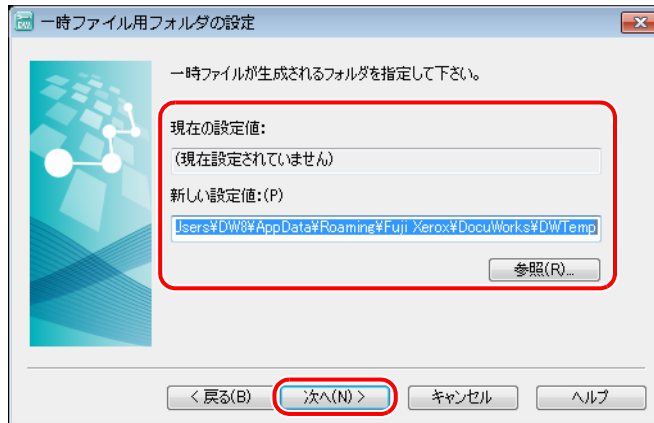 一時ファイル用フォルダの設定
一時ファイルが生成されるフォルダを指定して下さい。
現在の設定値:
(現在設定されていません)
新しい設定値:(P)
Users¥DW8¥AppData¥Roaming¥Fuji Xerox¥DocuWorks¥DWTemp
参照(R)...
< 戻る(B) 次へ(N) > キャンセル ヘルプ